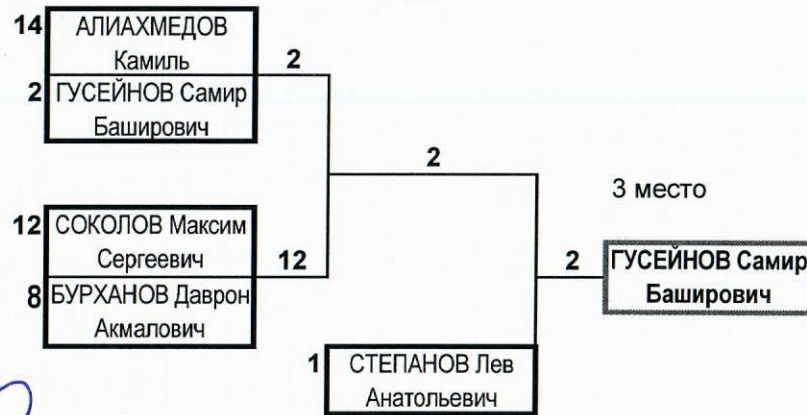 14 АЛИАХМЕДОВ
Камиль
2
2 ГУСЕЙНОВ Самир
Баширович
2
3 место
12 СОКОЛОВ Максим
Сергеевич
12
8 БУРХАНОВ Даврон
Акмалович
2
ГУСЕЙНОВ Самир
Баширович
1 СТЕПАНОВ Лев
Анатольевич